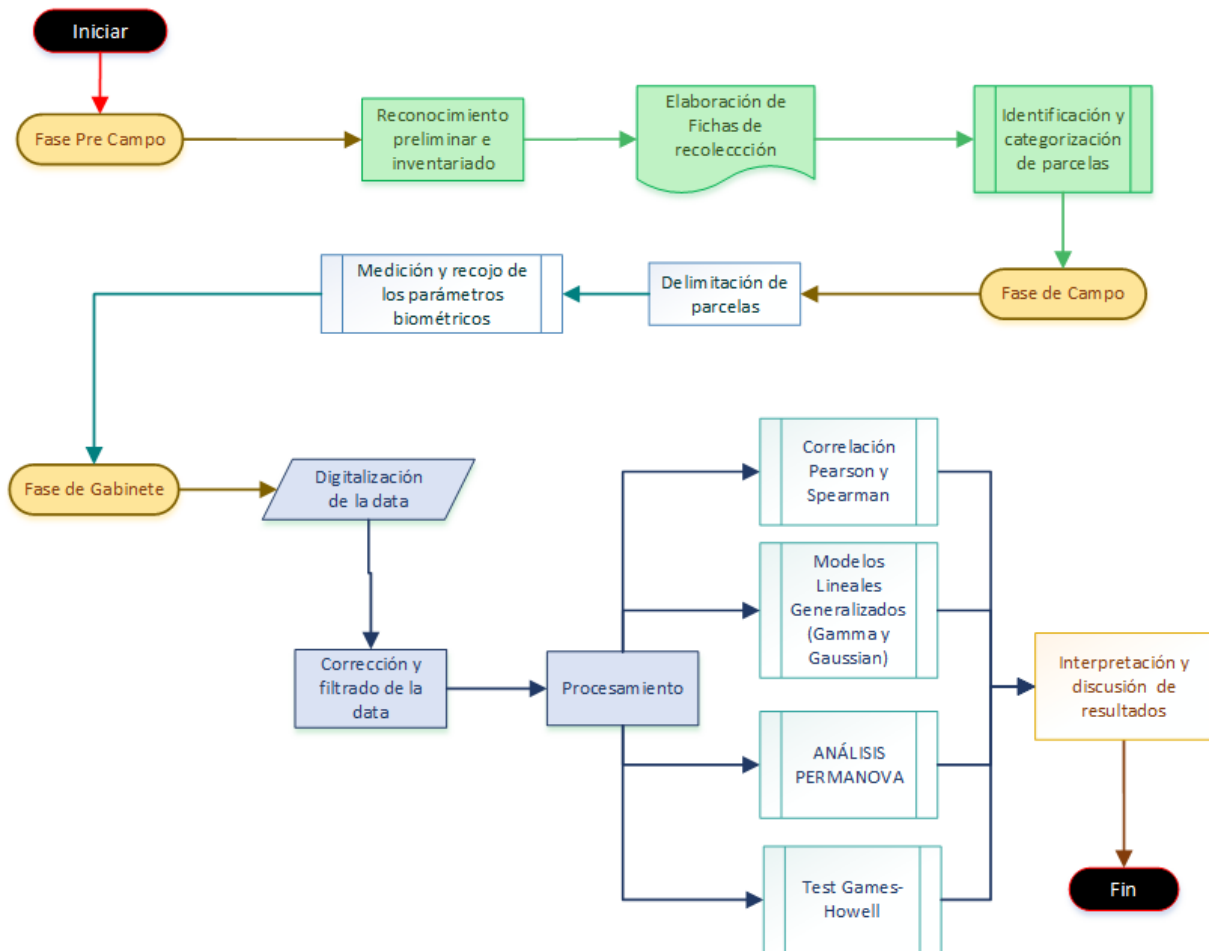 Iniciar
Fase Pre Campo
Reconocimiento
preliminar e
inventariado
Elaboración de
Fichas de
recoleccción
Identificación y
categorización
de parcelas
Medición y recojo de
los parámetros
biométricos
Delimitación de
parcelas
Fase de Campo
Fase de Gabinete
Digitalización
de la data
Corrección y
filtrado de la
data
Procesamiento
Correlación
Pearson y
Spearman
Modelos
Lineales
Generalizados
(Gamma y
Gaussian)
ANÁLISIS
PERMANOVA
Test Games-
Howell
Interpretación y
discusión de
resultados
Fin